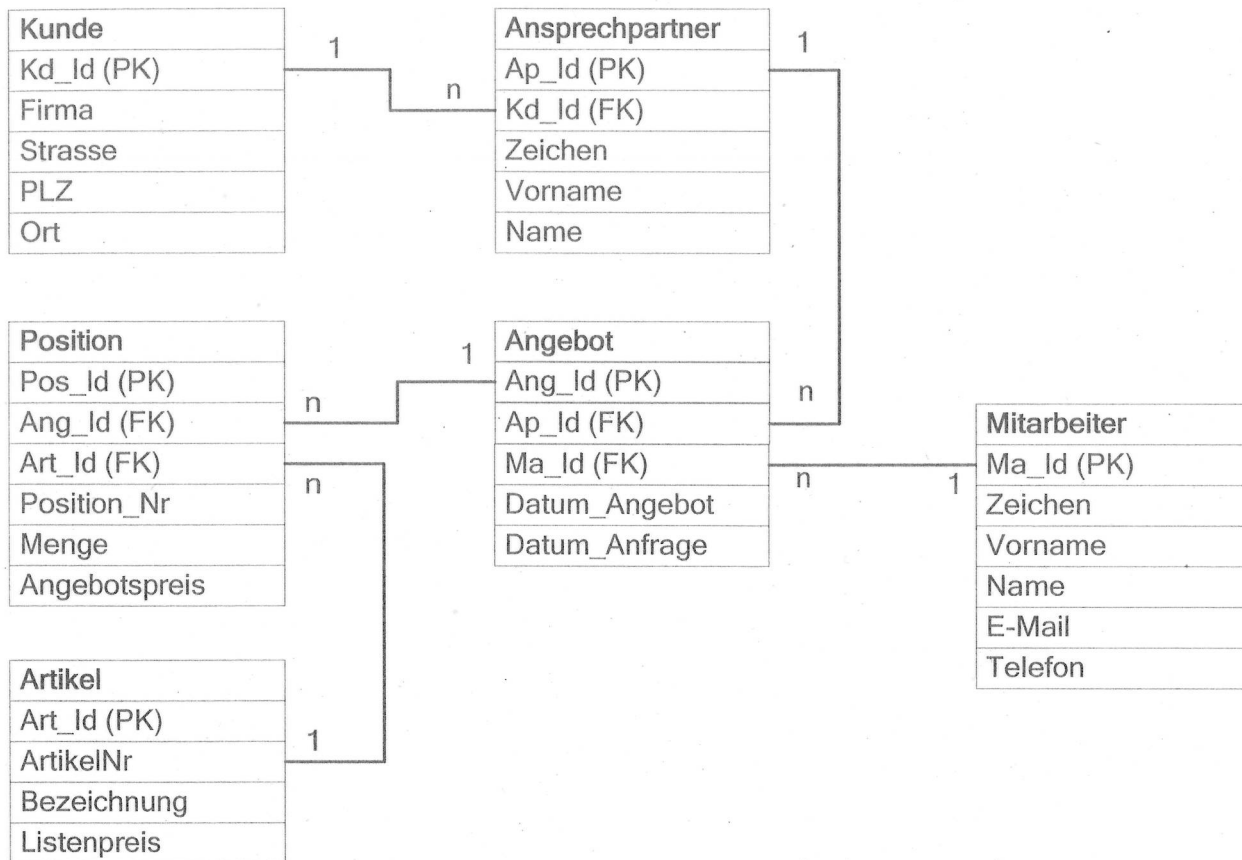 Kunde
Kd_Id (PK)
Firma
Strasse
PLZ
Ort
1
n
Ansprechpartner
Ap_Id (PK)
Kd_Id (FK)
Zeichen
Vorname
Name
1
n
Position
Pos_Id (PK)
Ang_Id (FK)
Art_Id (FK)
Position_Nr
Menge
Angebotspreis
n
1
n
Angebot
Ang_Id (PK)
Ap_Id (FK)
Ma_Id (FK)
Datum_Angebot
Datum_Anfrage
n
1
Mitarbeiter
Ma_Id (PK)
Zeichen
Vorname
Name
E-Mail
Telefon
Artikel
Art_Id (PK)
ArtikelNr
Bezeichnung
Listenpreis
1